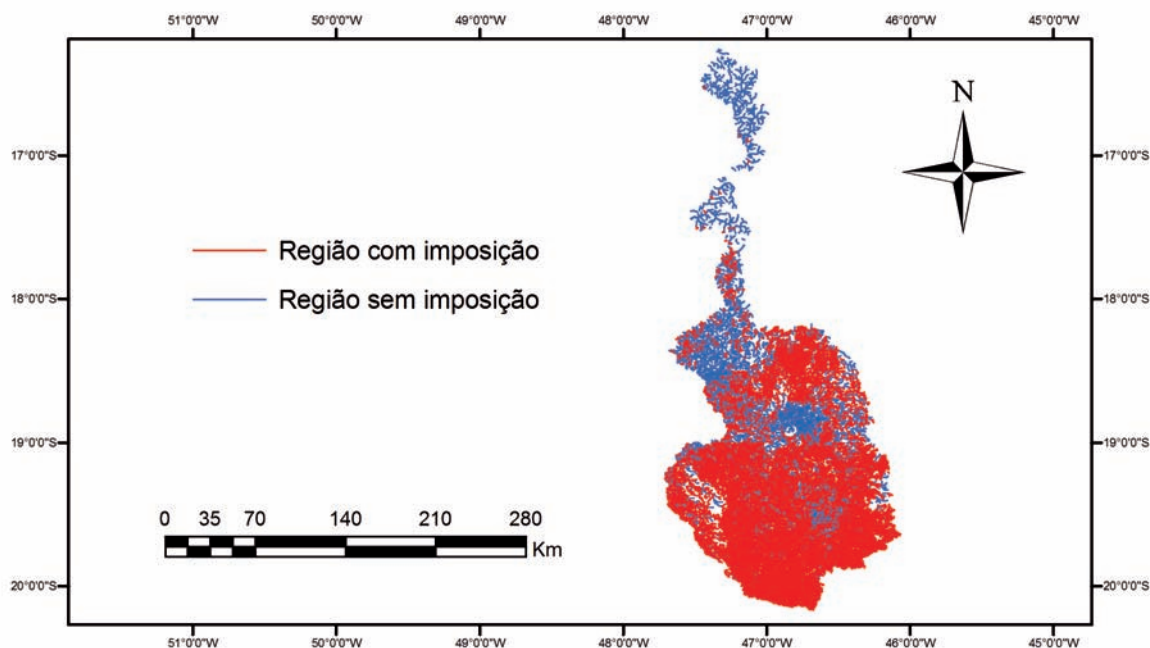 51°0'0"W 50°0'0"W 49°0'0"W 48°0'0"W 47°0'0"W 46°0'0"W 45°0'0"W
N
17°0'0"S 17°0'0"S
Região com imposição
Região sem imposição
18°0'0"S 18°0'0"S
19°0'0"S 19°0'0"S
0 35 70 140 210 280
Km
20°0'0"S 20°0'0"S
51°0'0"W 50°0'0"W 49°0'0"W 48°0'0"W 47°0'0"W 46°0'0"W 45°0'0"W